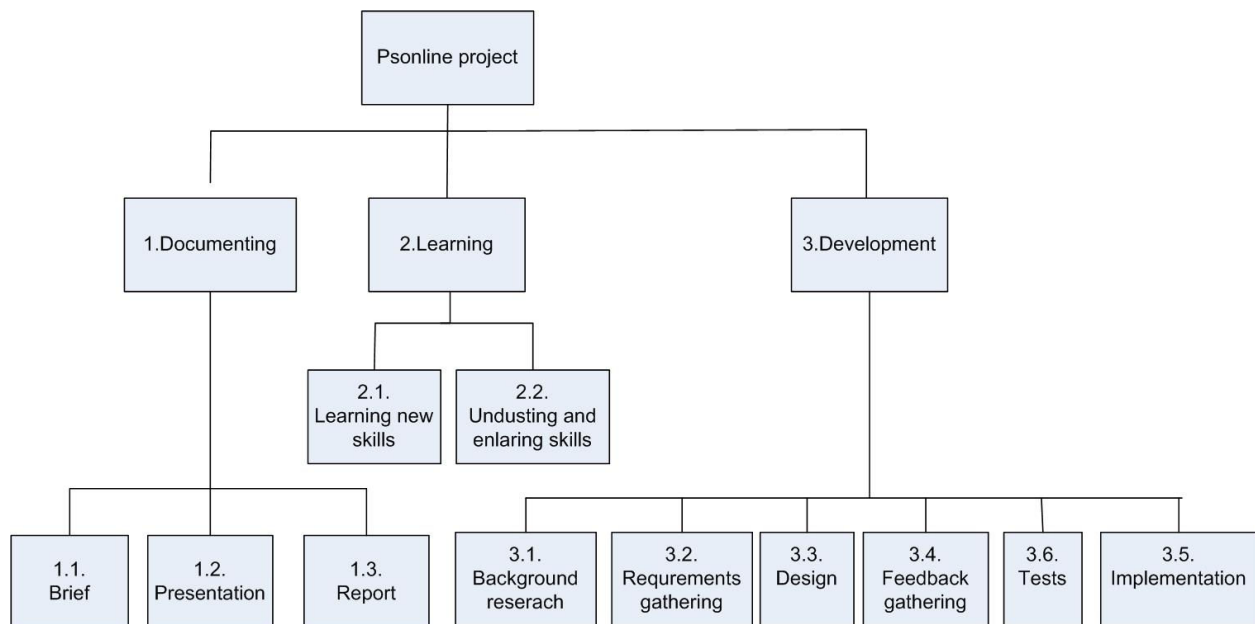 Psonline project
1.Documenting
2.Learning
3.Development
2.1.
Learning new
skills
2.2.
Undusting and
enlaring skills
1.1.
Brief
1.2.
Presentation
1.3.
Report
3.1.
Background
reserach
3.2.
Requrements
gathering
3.3.
Design
3.4.
Feedback
gathering
3.6.
Tests
3.5.
Implementation